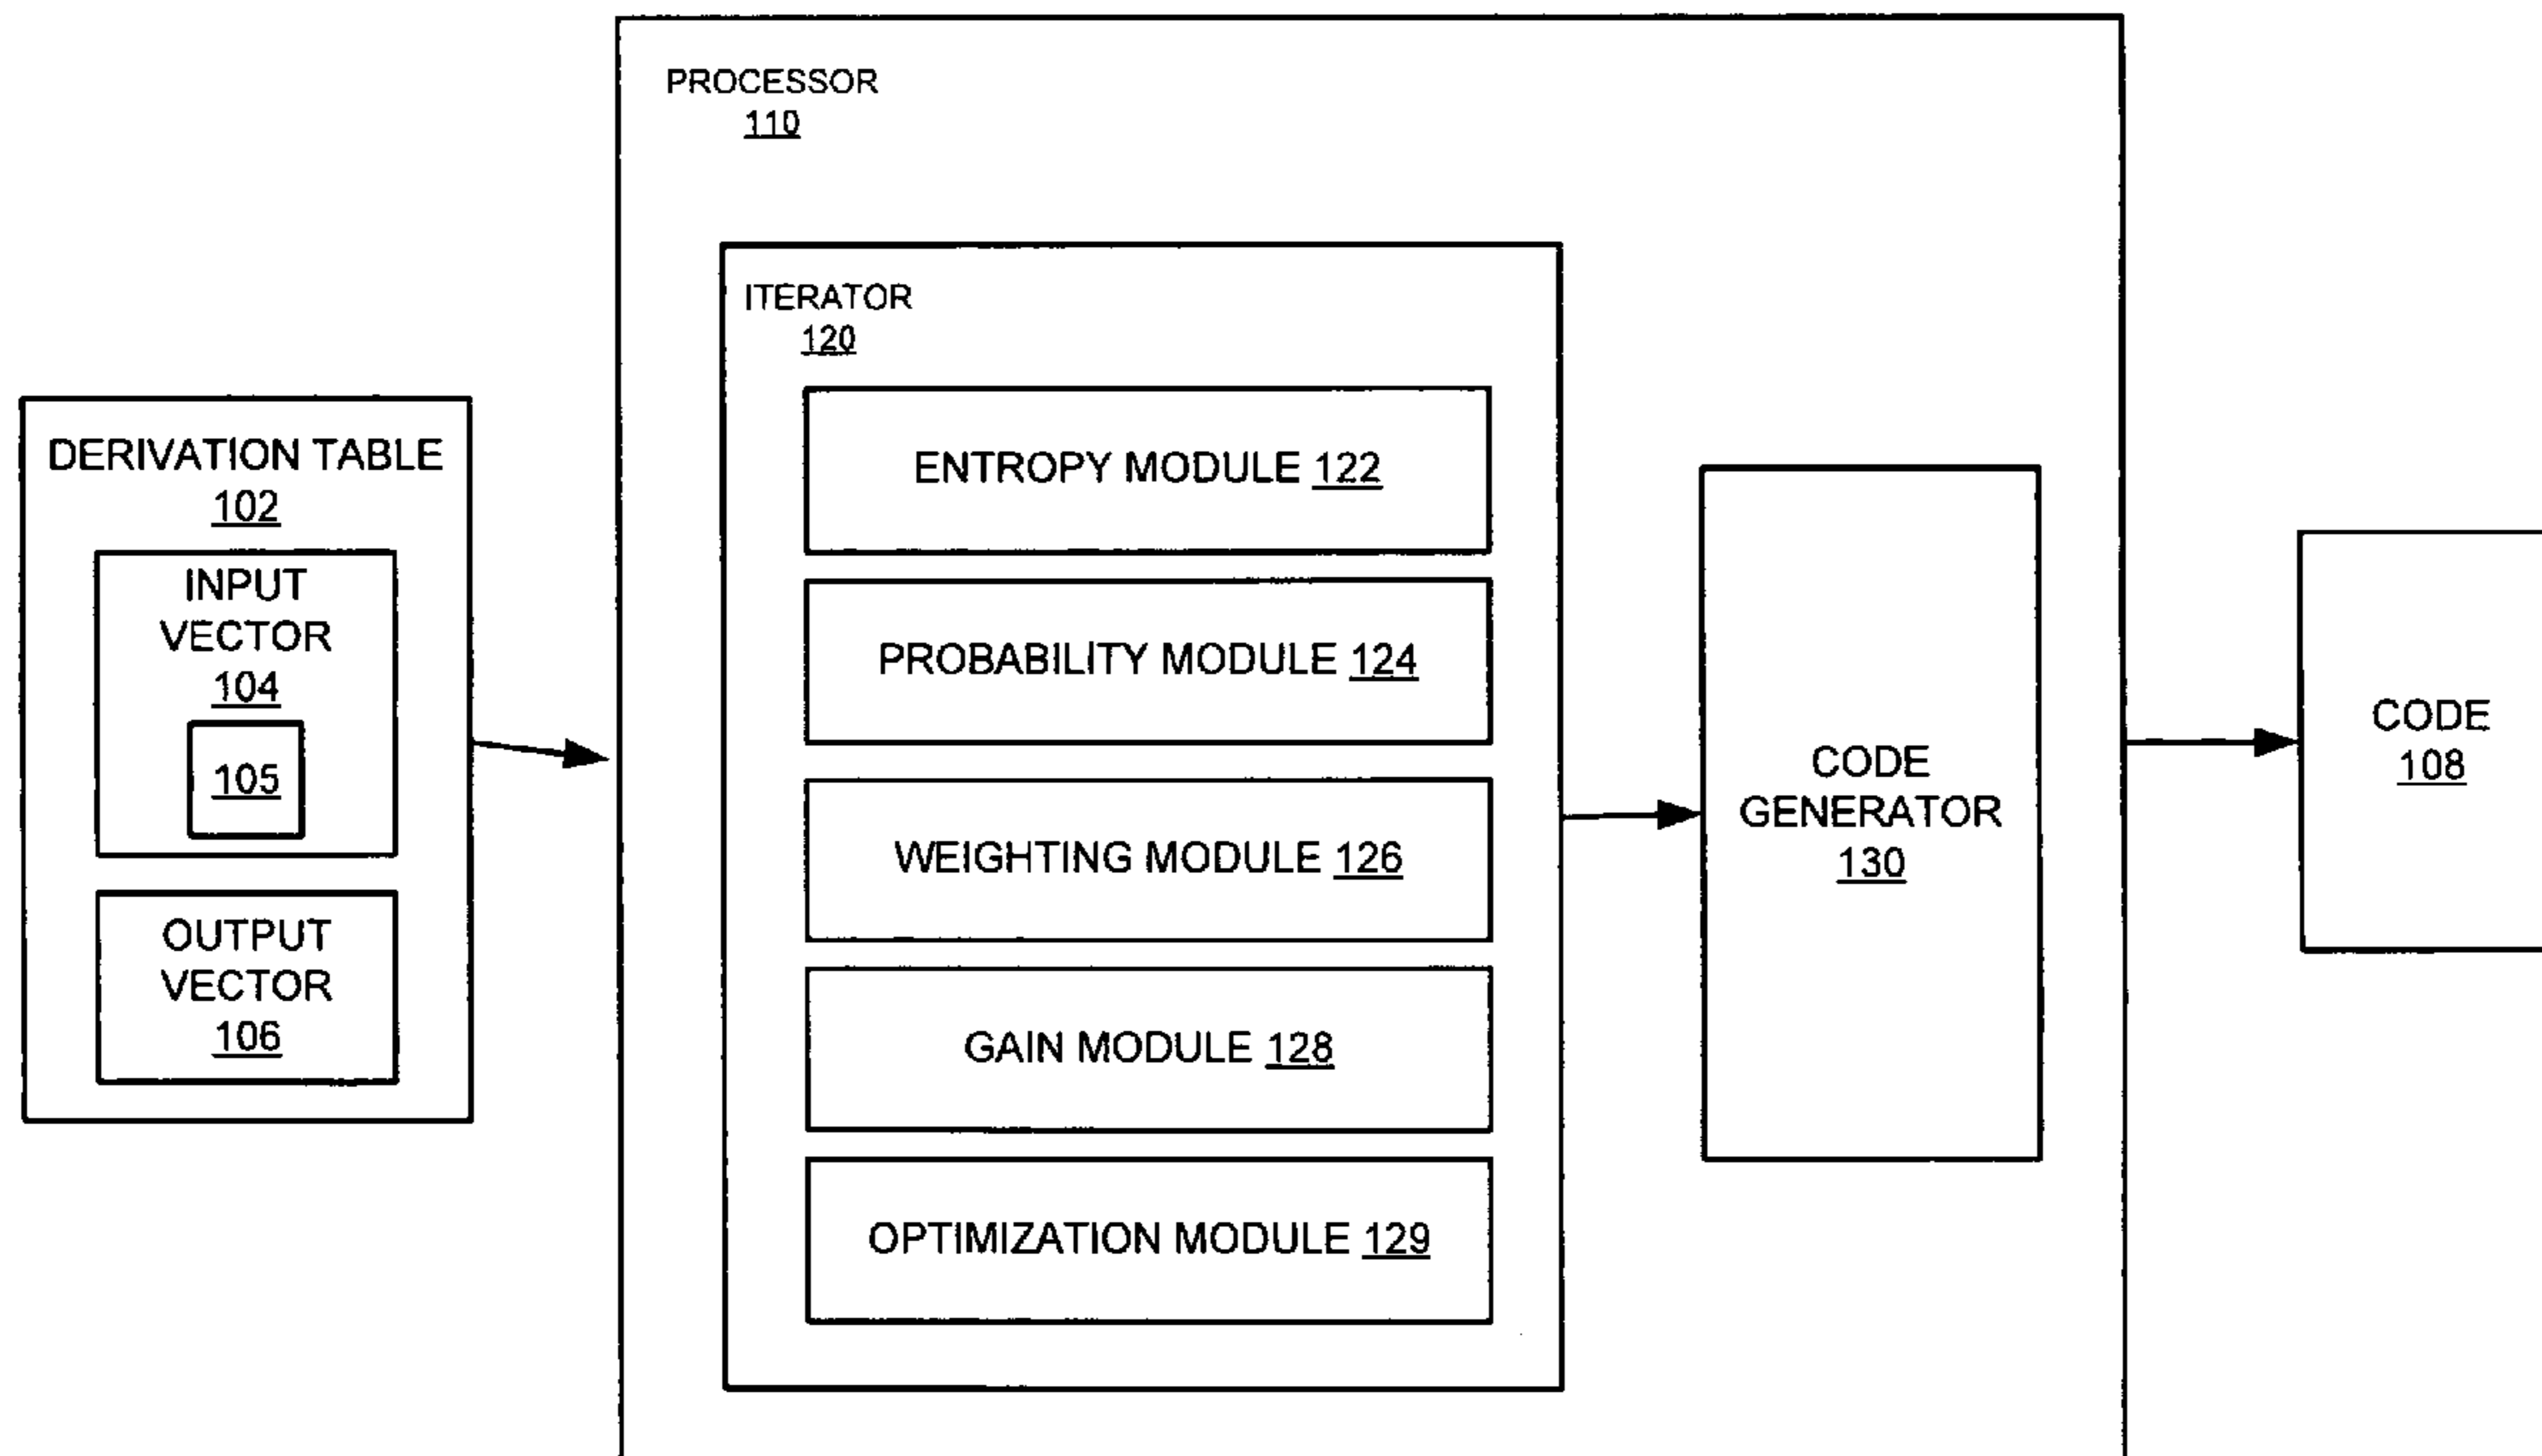 PROCESSOR
110
ITERATOR
120
DERIVATION TABLE
102
INPUT
VECTOR
104
105
OUTPUT
VECTOR
106
ENTROPY MODULE 122
PROBABILITY MODULE 124
WEIGHTING MODULE 126
GAIN MODULE 128
OPTIMIZATION MODULE 129
CODE
GENERATOR
130
CODE
108